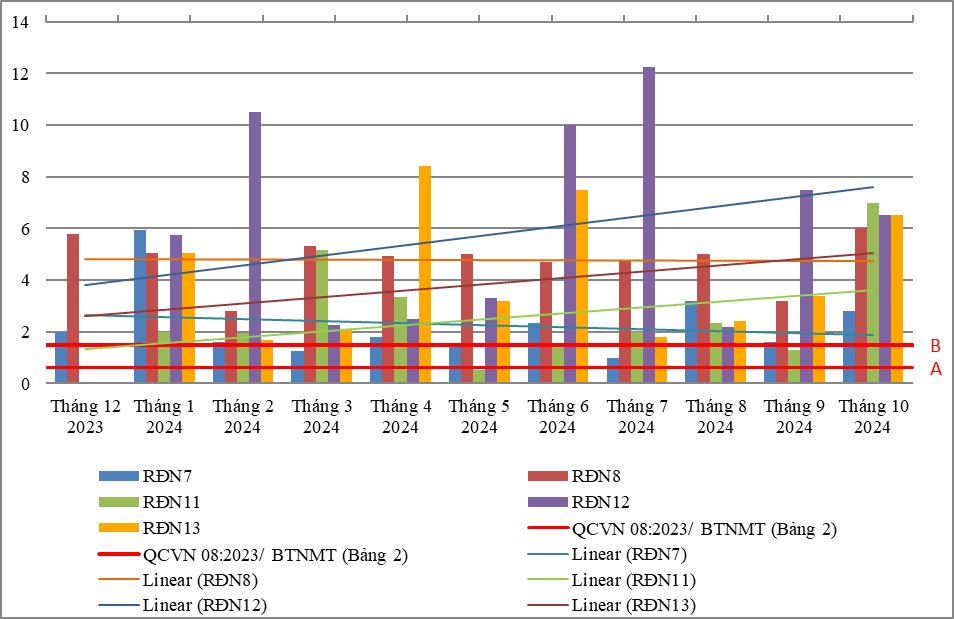 14
12
10
8
6
4
2
0
B
A
Tháng 12 2023
Tháng 1 2024
Tháng 2 2024
Tháng 3 2024
Tháng 4 2024
Tháng 5 2024
Tháng 6 2024
Tháng 7 2024
Tháng 8 2024
Tháng 9 2024
Tháng 10 2024
RĐN7
RĐN8
RĐN11
RĐN12
RĐN13
QCVN 08:2023/ BTNMT (Bảng 2)
QCVN 08:2023/ BTNMT (Bảng 2)
Linear (RĐN7)
Linear (RĐN8)
Linear (RĐN11)
Linear (RĐN12)
Linear (RĐN13)